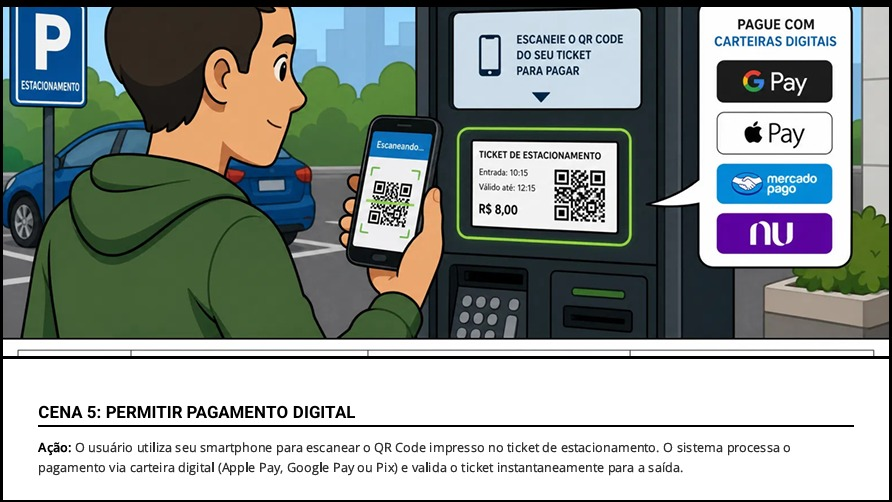 P
ESTACIONAMENTO
ESCANEIE O QR CODE
DO SEU TICKET
PARA PAGAR
Escaneando...
TICKET DE ESTACIONAMENTO
Entrada: 10:15
Válido até: 12:15
R$ 8,00
PAGUE COM
CARTEIRAS DIGITAIS
G Pay
Pay
mercado
pago
nu
CENA 5: PERMITIR PAGAMENTO DIGITAL
Ação: O usuário utiliza seu smartphone para escanear o QR Code impresso no ticket de estacionamento. O sistema processa o
pagamento via carteira digital (Apple Pay, Google Pay ou Pix) e valida o ticket instantaneamente para a saída.